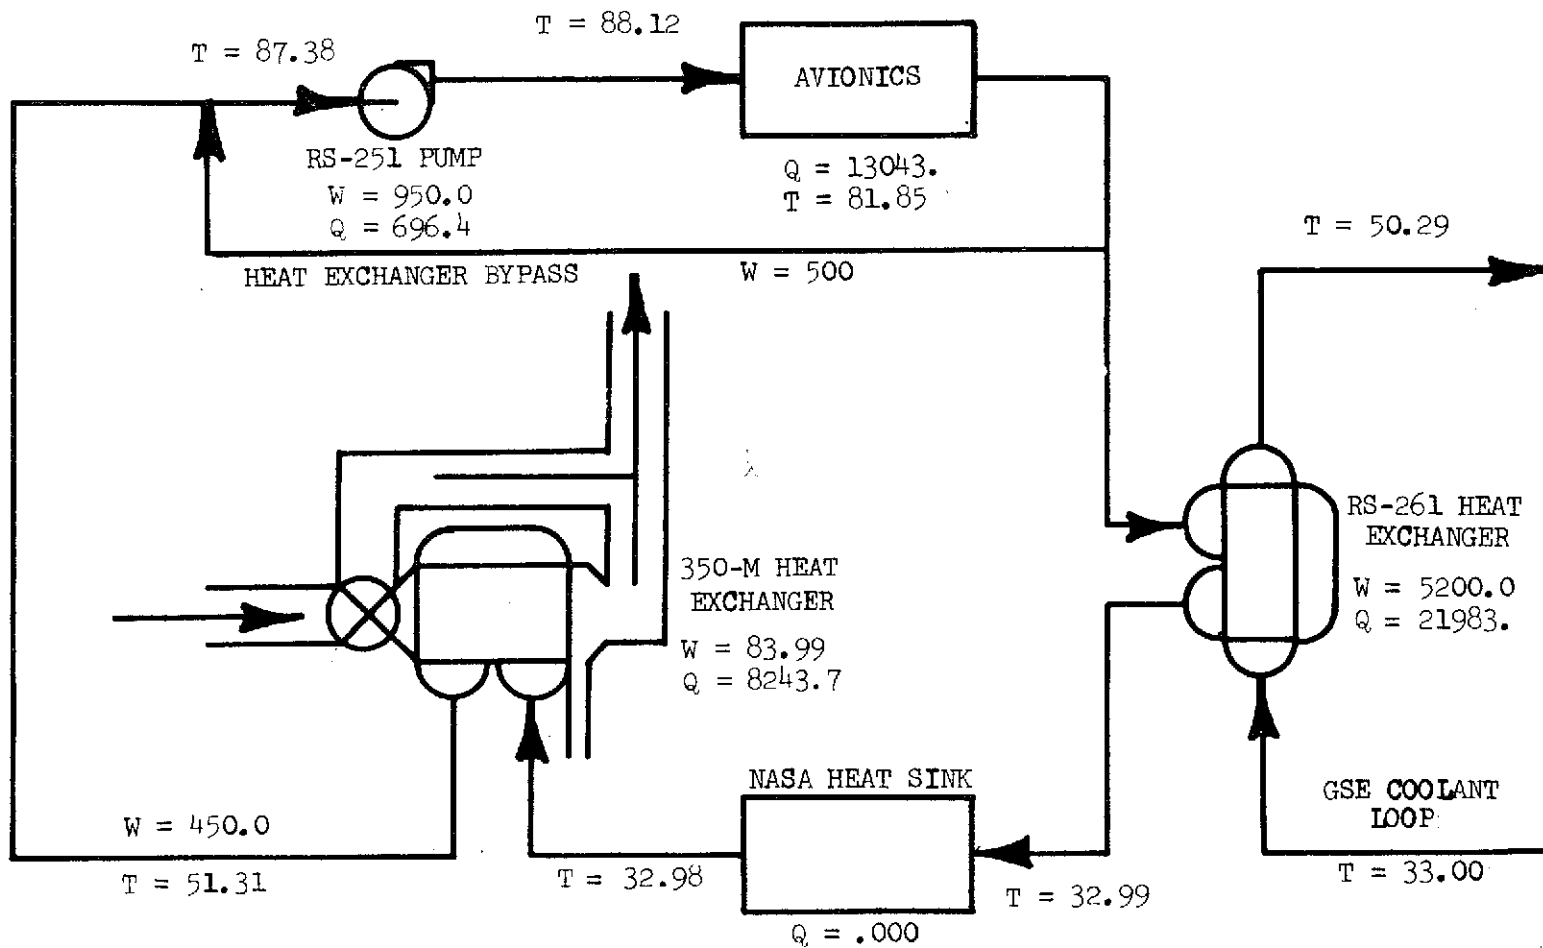 T = 87.38
T = 88.12
AVIONICS
RS-251 PUMP
W = 950.0
Q = 696.4
Q = 13043.
T = 81.85
T = 50.29
HEAT EXCHANGER BYPASS
W = 500
350-M HEAT
EXCHANGER
W = 83.99
Q = 8243.7
RS-261 HEAT
EXCHANGER
W = 5200.0
Q = 21983.
NASA HEAT SINK
GSE COOLANT
LOOP
W = 450.0
T = 51.31
T = 32.98
T = 32.99
T = 33.00
Q = .000